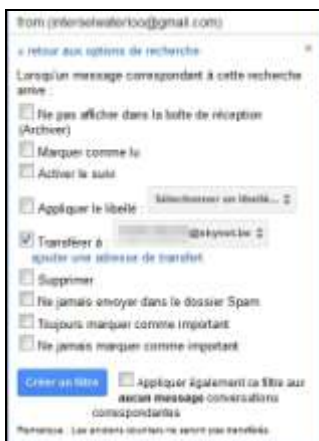 from (interselwaterloo@gmail.com)
« retour aux options de recherche
×
Lorsqu'un message correspondant à cette recherche
arrive :
Ne pas afficher dans la boîte de réception
(Archiver)
Marquer comme lu
Activer le suivi
Appliquer le libellé : Sélectionner un libellé...
Transférer à @skynet.be
ajouter une adresse de transfert
Supprimer
Ne jamais envoyer dans le dossier Spam
Toujours marquer comme important
Ne jamais marquer comme important
Créer un filtre Appliquer également ce filtre aux
aucun message conversations
correspondantes
Remarque : Les anciens courriers ne seront pas transférés.